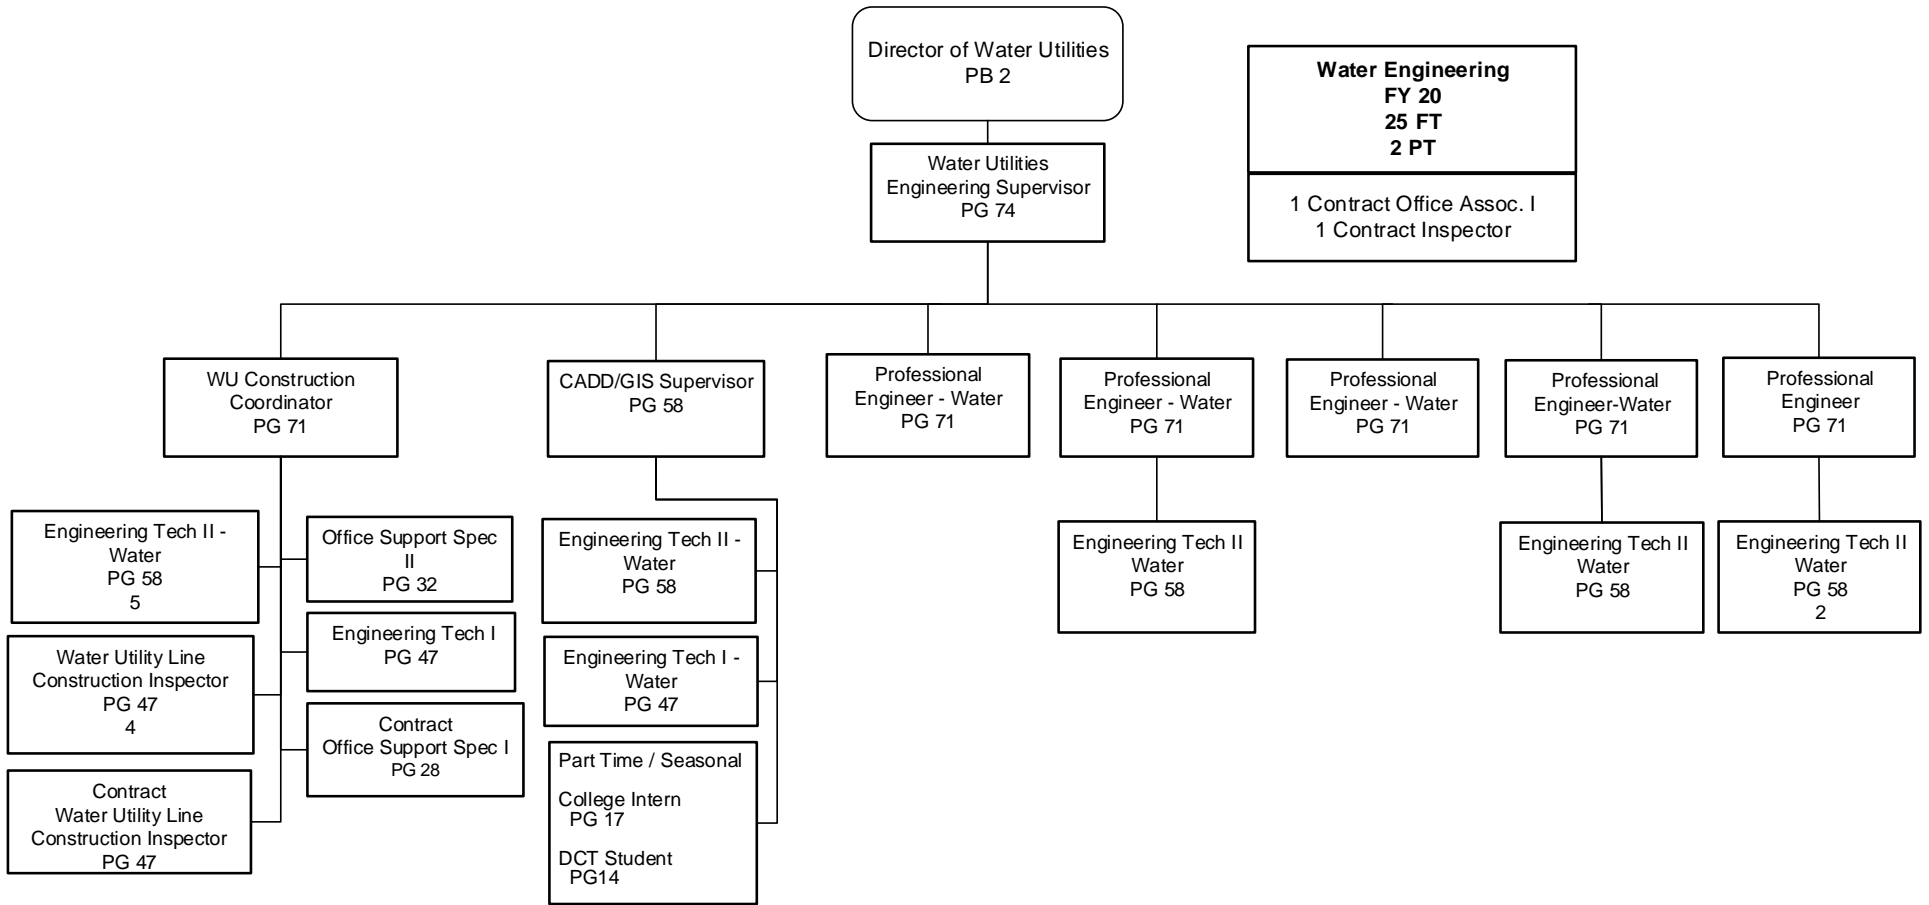 Director of Water Utilities
PB 2
Water Engineering
FY 20
25 FT
2 PT
1 Contract Office Assoc. I
1 Contract Inspector
Water Utilities
Engineering Supervisor
PG 74
WU Construction
Coordinator
PG 71
CADD/GIS Supervisor
PG 58
Professional
Engineer - Water
PG 71
Professional
Engineer - Water
PG 71
Professional
Engineer - Water
PG 71
Professional
Engineer-Water
PG 71
Professional
Engineer
PG 71
Engineering Tech II -
Water
PG 58
5
Water Utility Line
Construction Inspector
PG 47
4
Contract
Water Utility Line
Construction Inspector
PG 47
Office Support Spec
II
PG 32
Engineering Tech I
PG 47
Contract
Office Support Spec I
PG 28
Engineering Tech II -
Water
PG 58
Engineering Tech I -
Water
PG 47
Part Time / Seasonal
College Intern
PG 17
DCT Student
PG14
Engineering Tech II
Water
PG 58
Engineering Tech II
Water
PG 58
Engineering Tech II
Water
PG 58
2